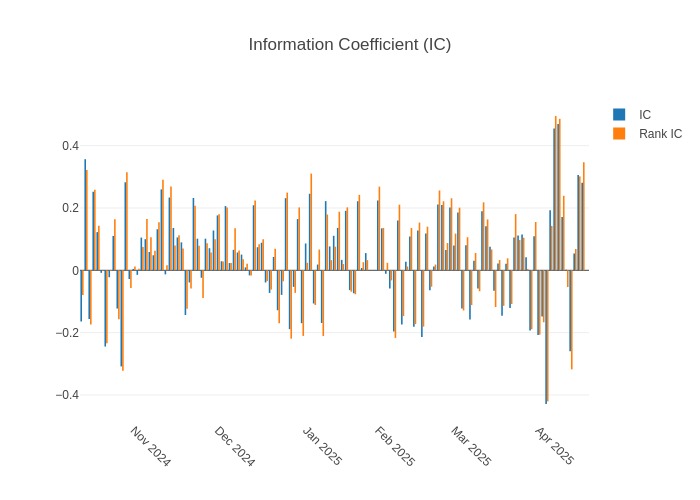 Information Coefficient (IC)
IC
Rank IC
0.4
0.2
0
−0.2
−0.4
Nov 2024
Dec 2024
Jan 2025
Feb 2025
Mar 2025
Apr 2025